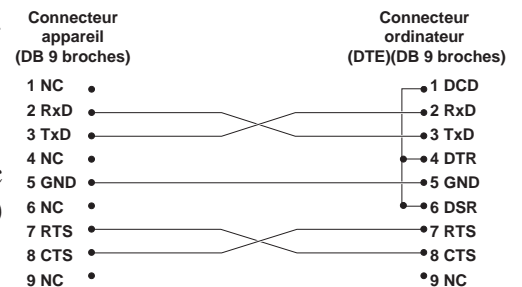 Connecteur
appareil
(DB 9 broches)
Connecteur
ordinateur
(DTE)(DB 9 broches)
1 NC
2 RxD
3 TxD
4 NC
5 GND
6 NC
7 RTS
8 CTS
9 NC
1 DCD
2 RxD
3 TxD
4 DTR
5 GND
6 DSR
7 RTS
8 CTS
9 NC